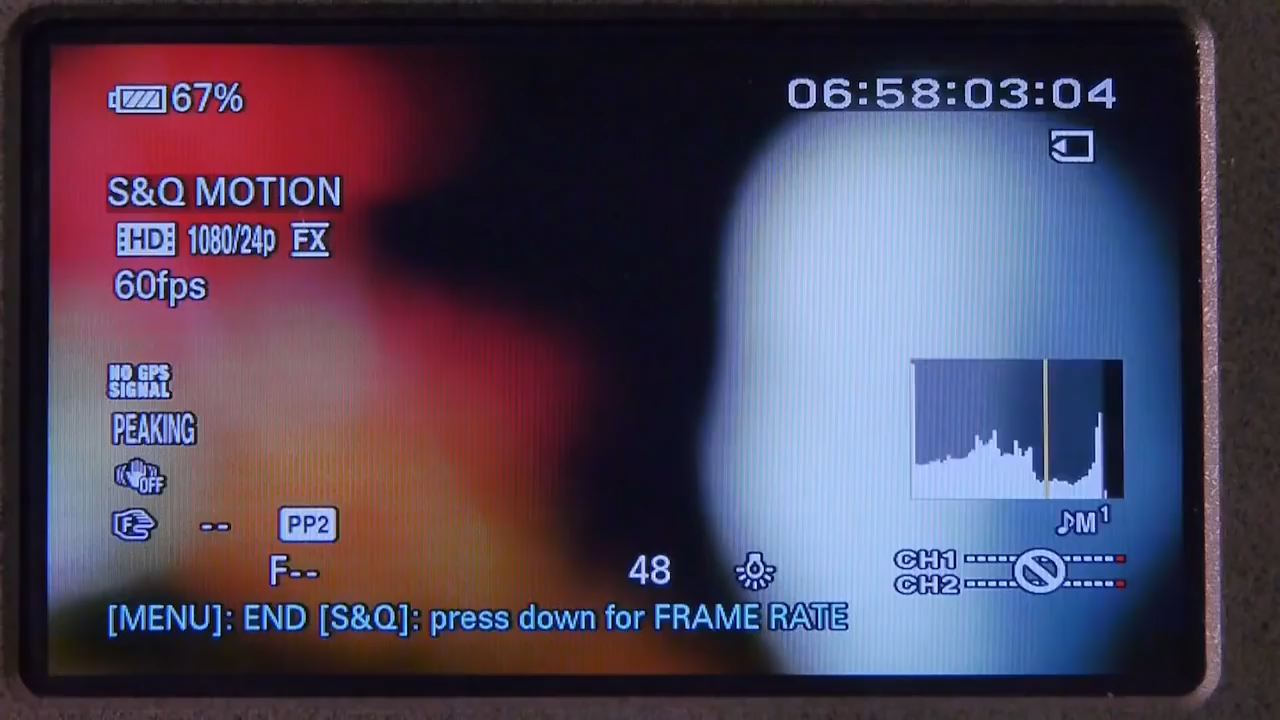 67%
06:58:03:04
S&Q MOTION
HD 1080/24p FX
60fps
NO GPS
SIGNAL
PEAKING
OFF
F -- PP2
♪M1
F-- 48
CH1
CH2
[MENU]: END [S&Q]: press down for FRAME RATE